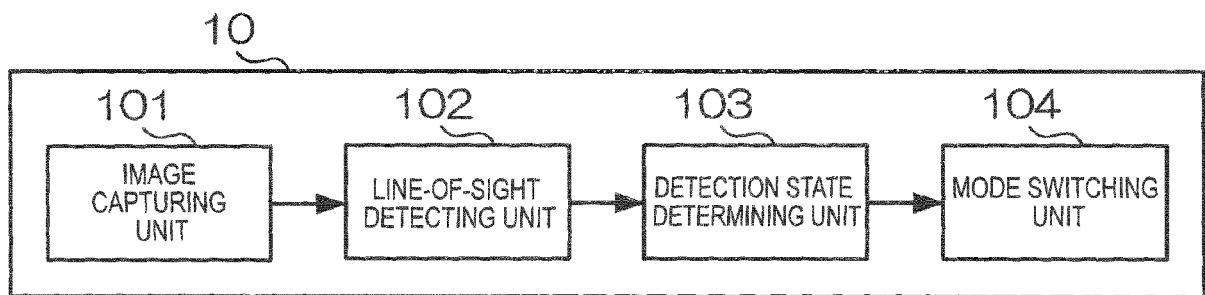 10
101
102
103
104
IMAGE
CAPTURING
UNIT
LINE-OF-SIGHT
DETECTING UNIT
DETECTION STATE
DETERMINING UNIT
MODE SWITCHING
UNIT